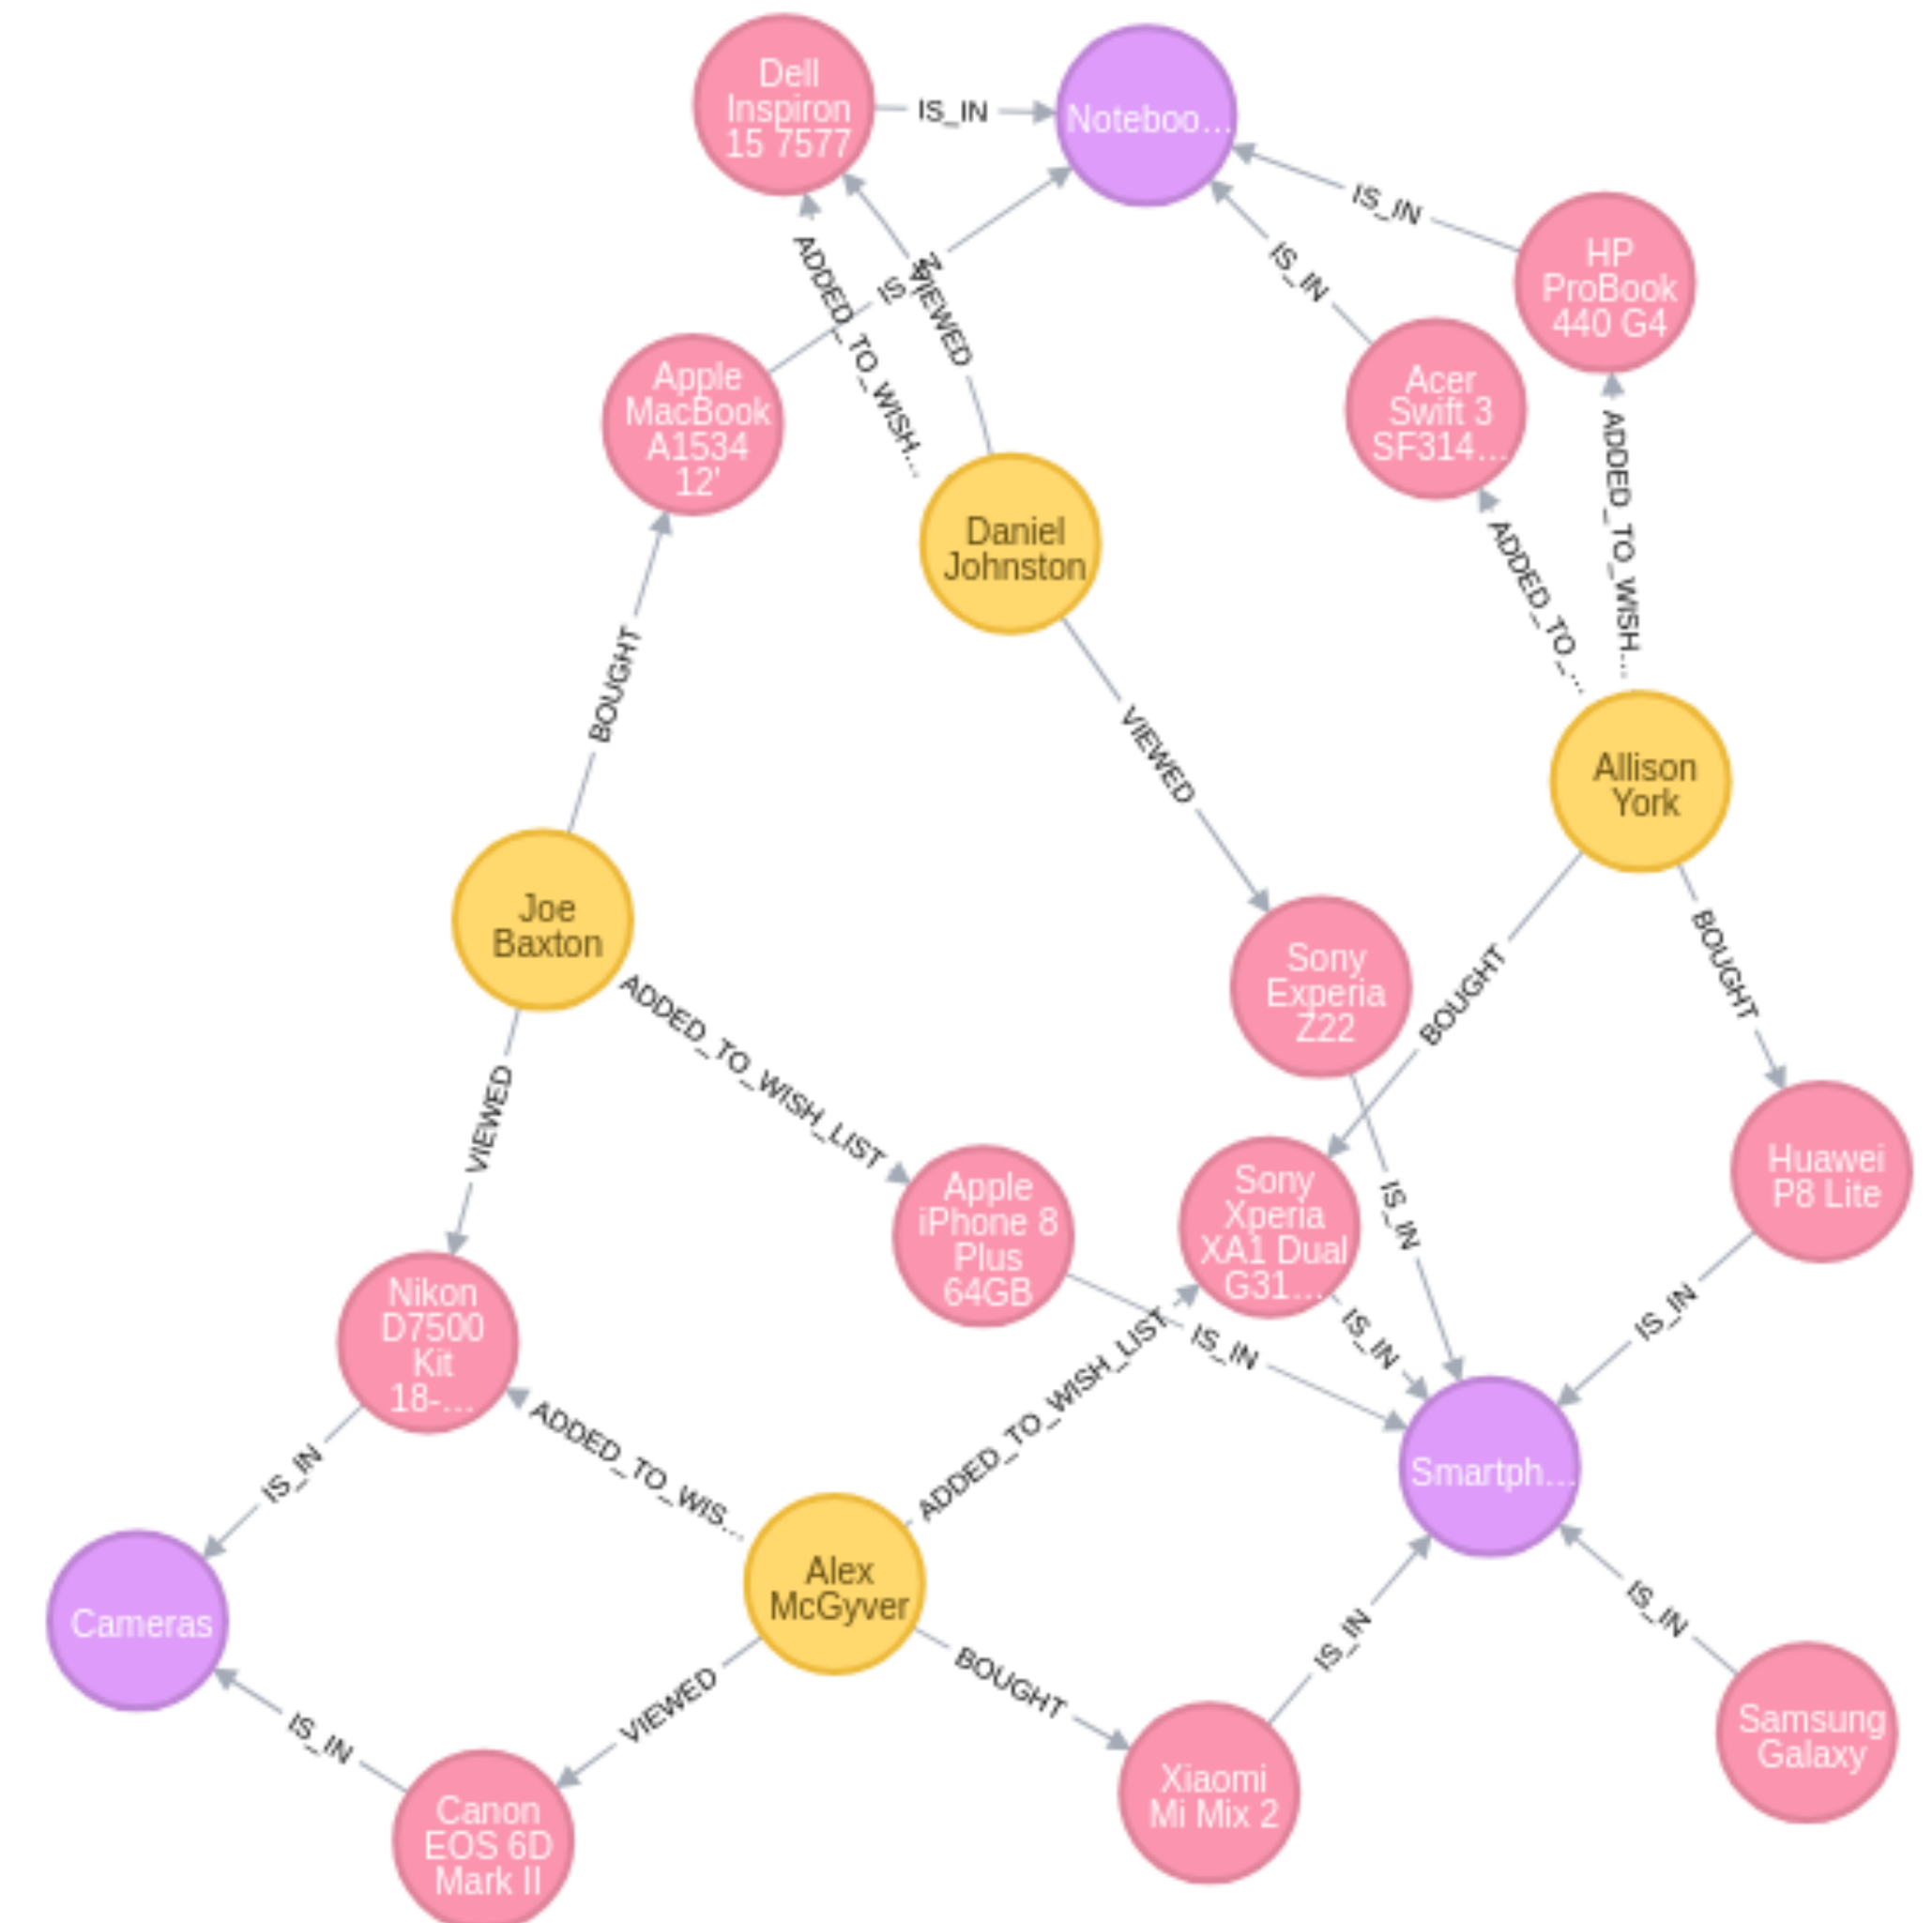 Dell
Inspiron
15 7577
IS_IN
Noteboo...
IS_IN
HP
ProBook
440 G4
ADDED_TO_WISH...
VIEWED
IS_IN
IS_IN
Apple
MacBook
A1534
12'
Acer
Swift 3
SF314...
ADDED_TO_WISH...
Daniel
Johnston
ADDED_TO_...
BOUGHT
VIEWED
Allison
York
Joe
Baxton
Sony
Experia
Z22
BOUGHT
BOUGHT
ADDED_TO_WISH_LIST
VIEWED
Apple
iPhone 8
Plus
64GB
Sony
Xperia
XA1 Dual
G31...
IS_IN
Huawei
P8 Lite
Nikon
D7500
Kit
18-...
IS_IN
IS_IN
IS_IN
ADDED_TO_WISH_LIST
ADDED_TO_WIS...
IS_IN
Smartph...
Alex
McGyver
Cameras
IS_IN
IS_IN
VIEWED
BOUGHT
IS_IN
Samsung
Galaxy
Xiaomi
Mi Mix 2
Canon
EOS 6D
Mark II